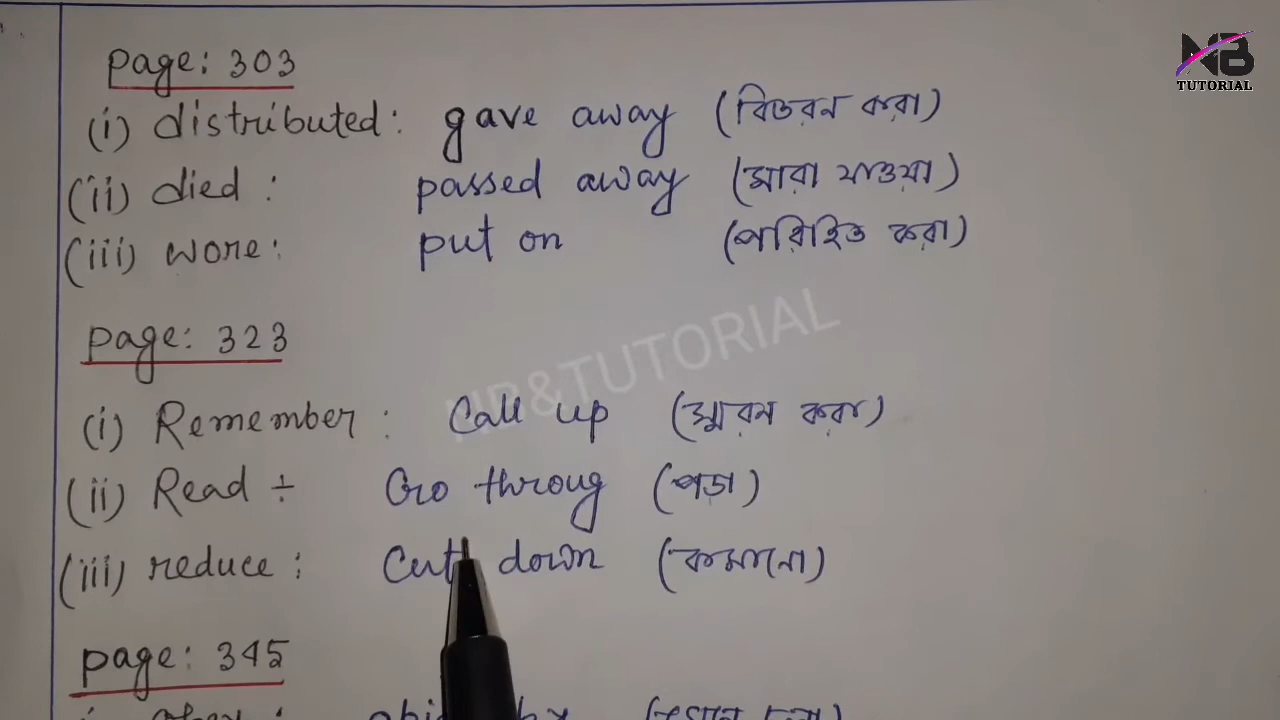 NB
TUTORIAL
Page: 303
(i) distributed: gave away (বিতরন করা)
(ii) died: passed away (মারা যাওয়া)
(iii) wore: put on (পরিহিত করা)
NB&TUTORIAL
page: 323
(i) Remember: Call up (স্মরন করা)
(ii) Read ÷ Go throug (পড়া)
(iii) reduce: Cut down (কমানো)
page: 345